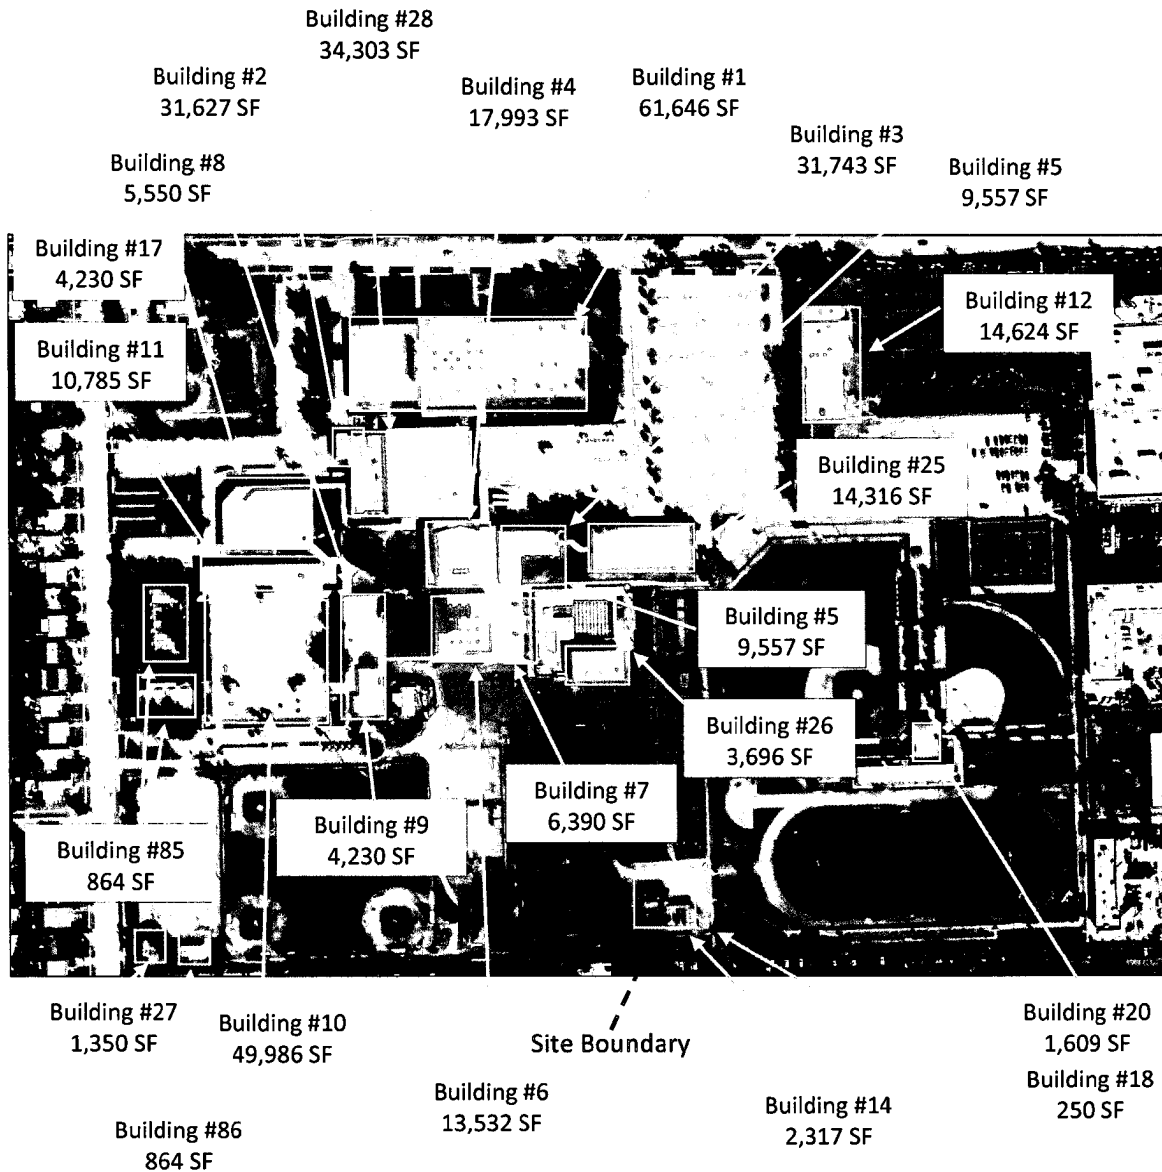 Building #28
34,303 SF
Building #2
31,627 SF
Building #4
17,993 SF
Building #1
61,646 SF
Building #3
31,743 SF
Building #8
5,550 SF
Building #5
9,557 SF
Building #17
4,230 SF
Building #12
14,624 SF
Building #11
10,785 SF
Building #25
14,316 SF
Building #5
9,557 SF
Building #26
3,696 SF
Building #7
6,390 SF
Building #9
4,230 SF
Building #85
864 SF
Building #27
1,350 SF
Building #10
49,986 SF
Site Boundary
Building #20
1,609 SF
Building #18
250 SF
Building #6
13,532 SF
Building #14
2,317 SF
Building #86
864 SF